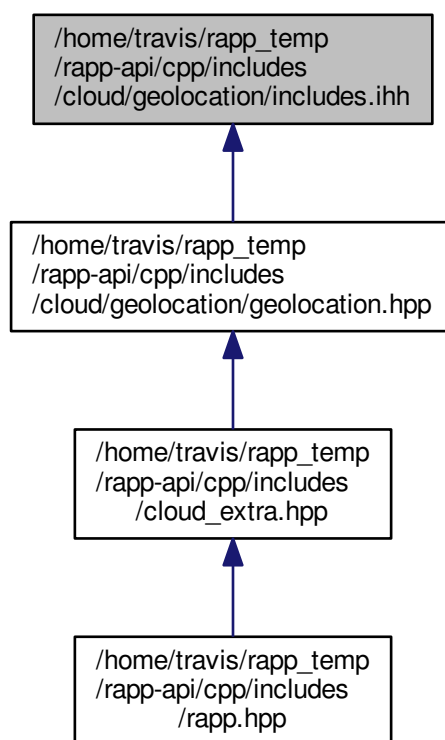 /home/travis/rapp_temp
/rapp-api/cpp/includes
/cloud/geolocation/includes.ihh
/home/travis/rapp_temp
/rapp-api/cpp/includes
/cloud/geolocation/geolocation.hpp
/home/travis/rapp_temp
/rapp-api/cpp/includes
/cloud_extra.hpp
/home/travis/rapp_temp
/rapp-api/cpp/includes
/rapp.hpp